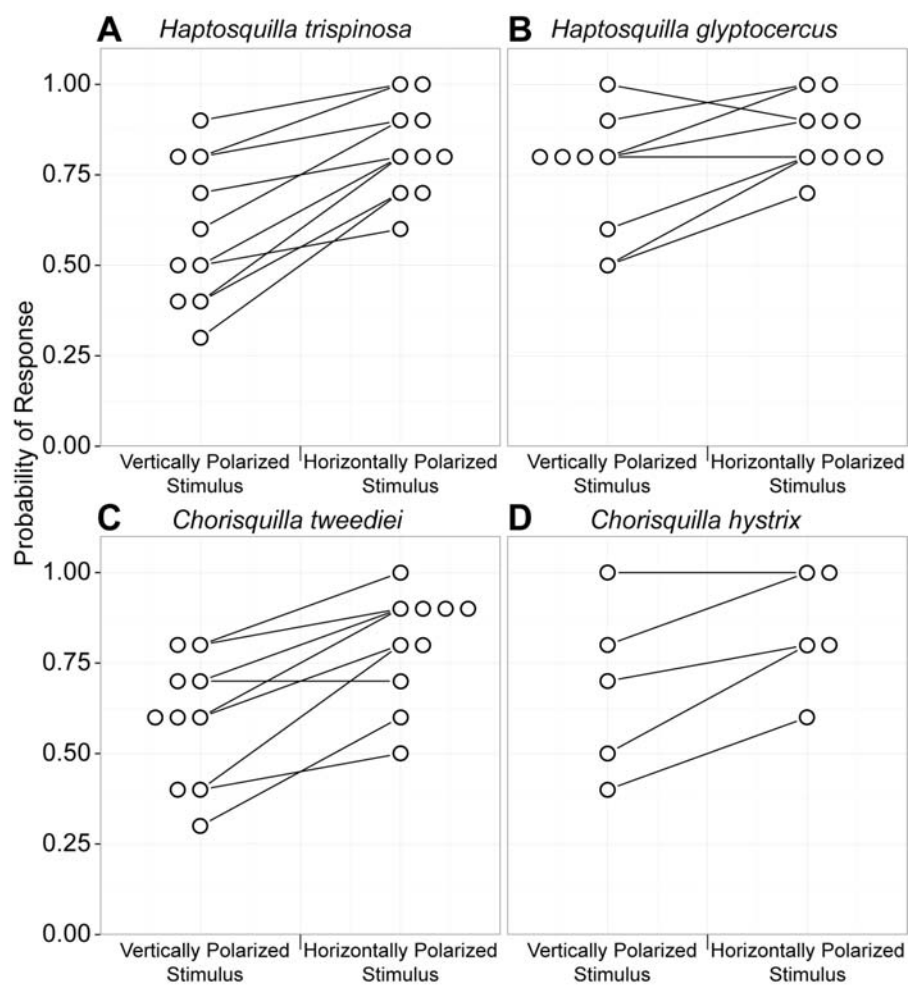 A Haptosquilla trispinosa
B Haptosquilla glyptocercus
Probability of Response
1.00
0.75
0.50
0.25
0.00
Vertically Polarized
Stimulus
Horizontally Polarized
Stimulus
Vertically Polarized
Stimulus
Horizontally Polarized
Stimulus
C Chorisquilla tweediei
D Chorisquilla hystrix
1.00
0.75
0.50
0.25
0.00
Vertically Polarized
Stimulus
Horizontally Polarized
Stimulus
Vertically Polarized
Stimulus
Horizontally Polarized
Stimulus